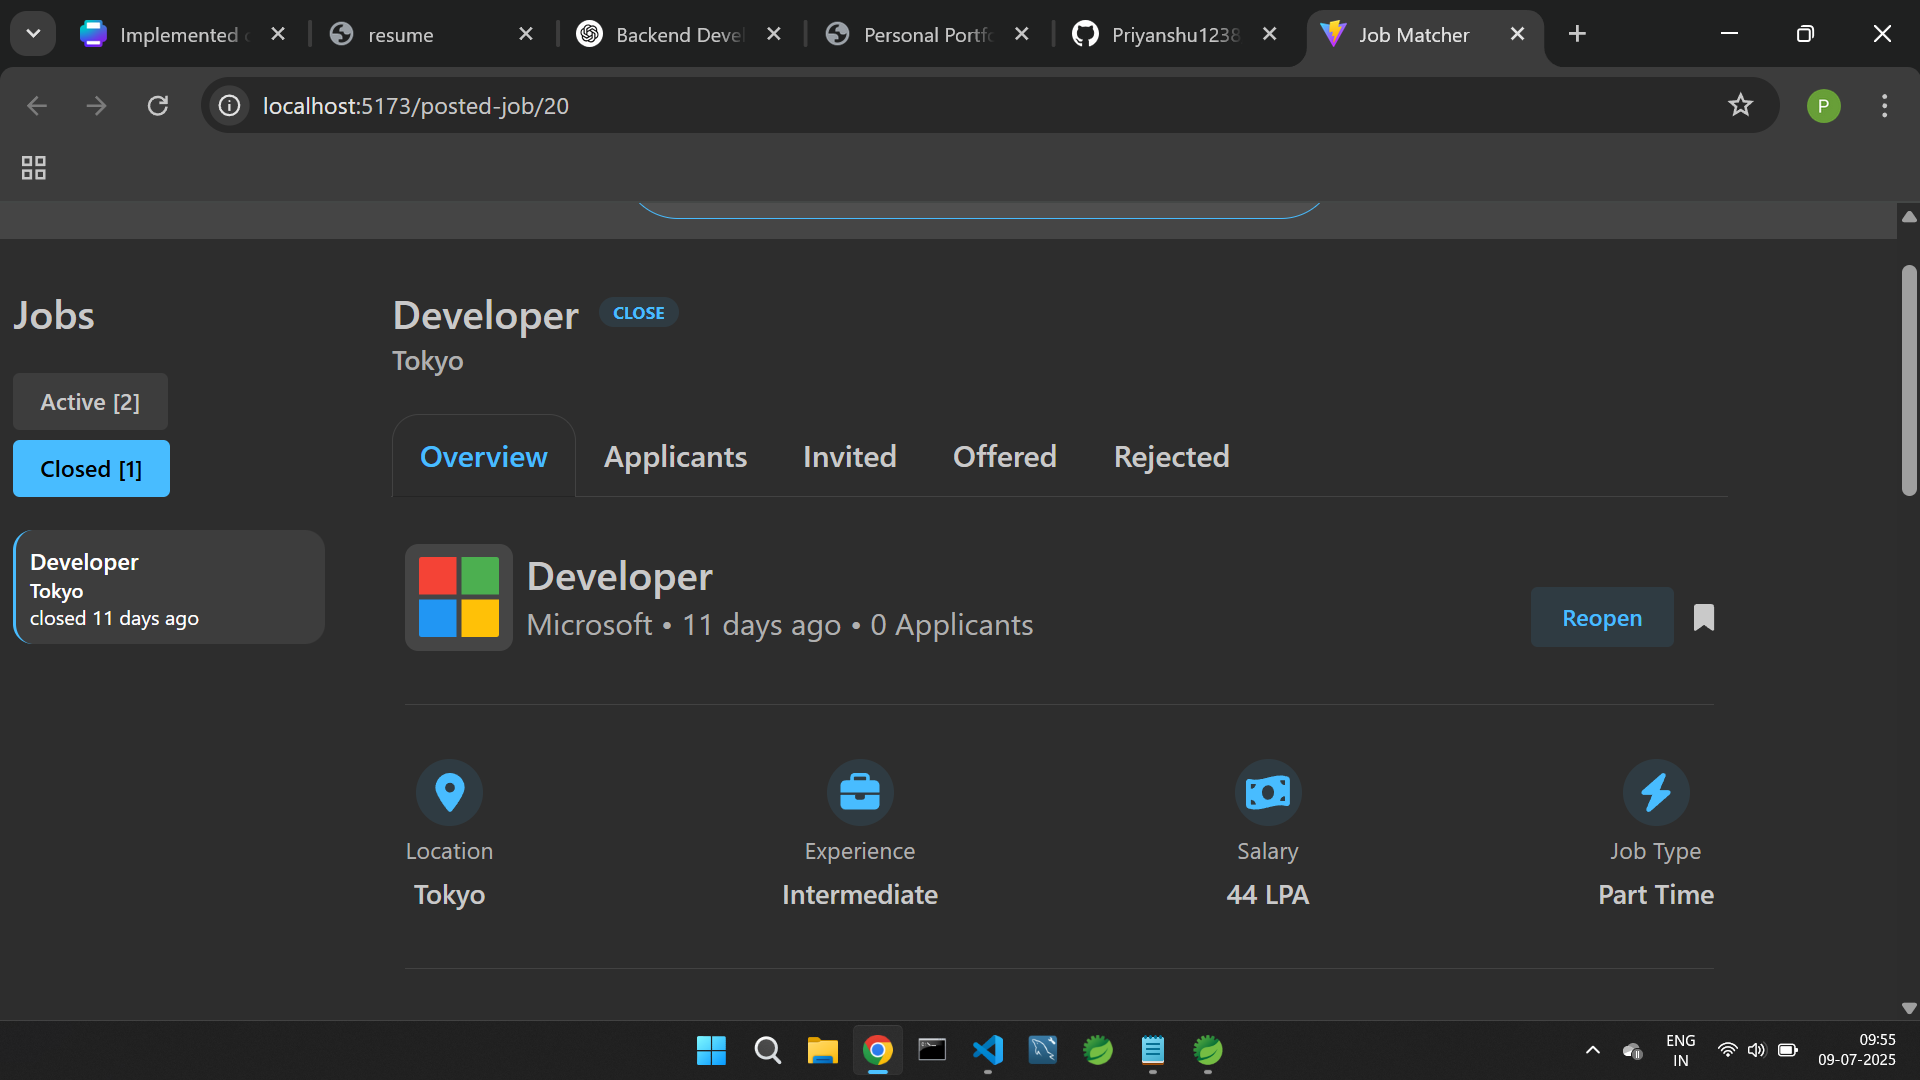 Implemented
resume
Backend Devel
Personal Portfo
Priyanshu1238
Job Matcher
localhost:5173/posted-job/20
P
Jobs
Active [2]
Closed [1]
Developer
Tokyo
closed 11 days ago
Developer CLOSE
Tokyo
Overview Applicants Invited Offered Rejected
Developer
Microsoft • 11 days ago • 0 Applicants
Reopen
Location Experience Salary Job Type
Tokyo Intermediate 44 LPA Part Time
ENG
IN
09:55
09-07-2025